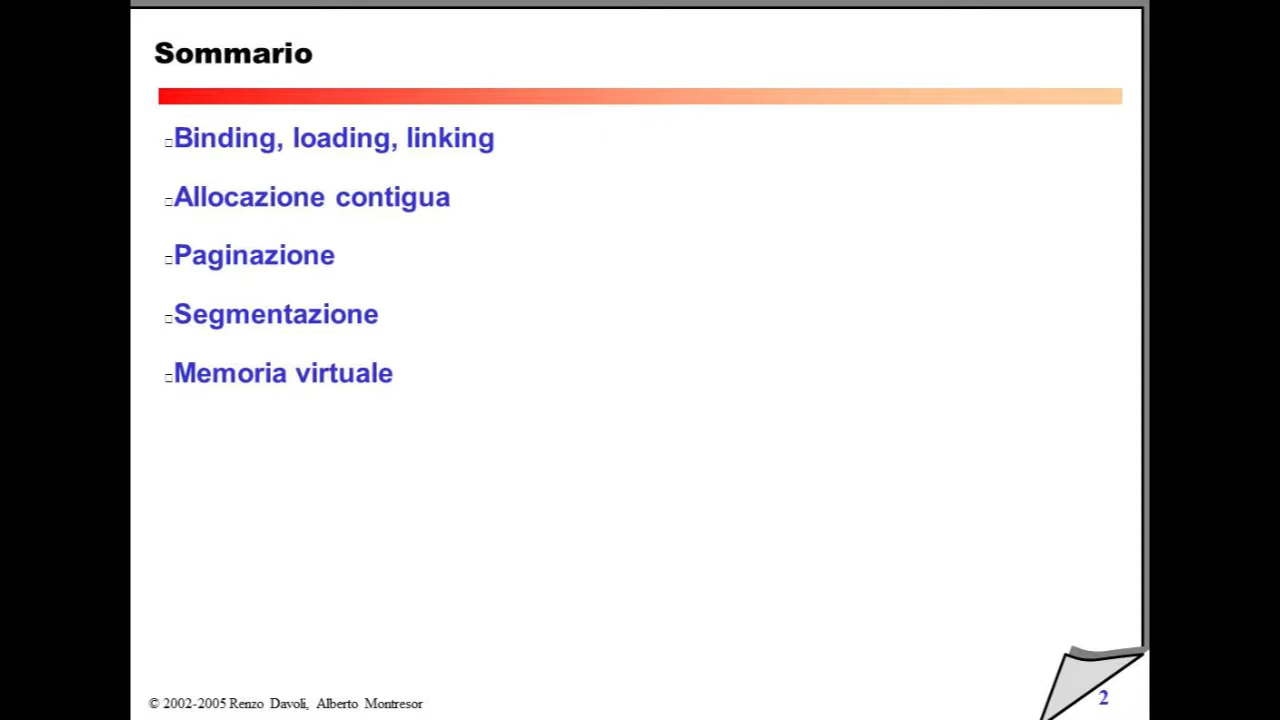 Sommario
Binding, loading, linking
Allocazione contigua
Paginazione
Segmentazione
Memoria virtuale
© 2002-2005 Renzo Davoli, Alberto Montresor
2